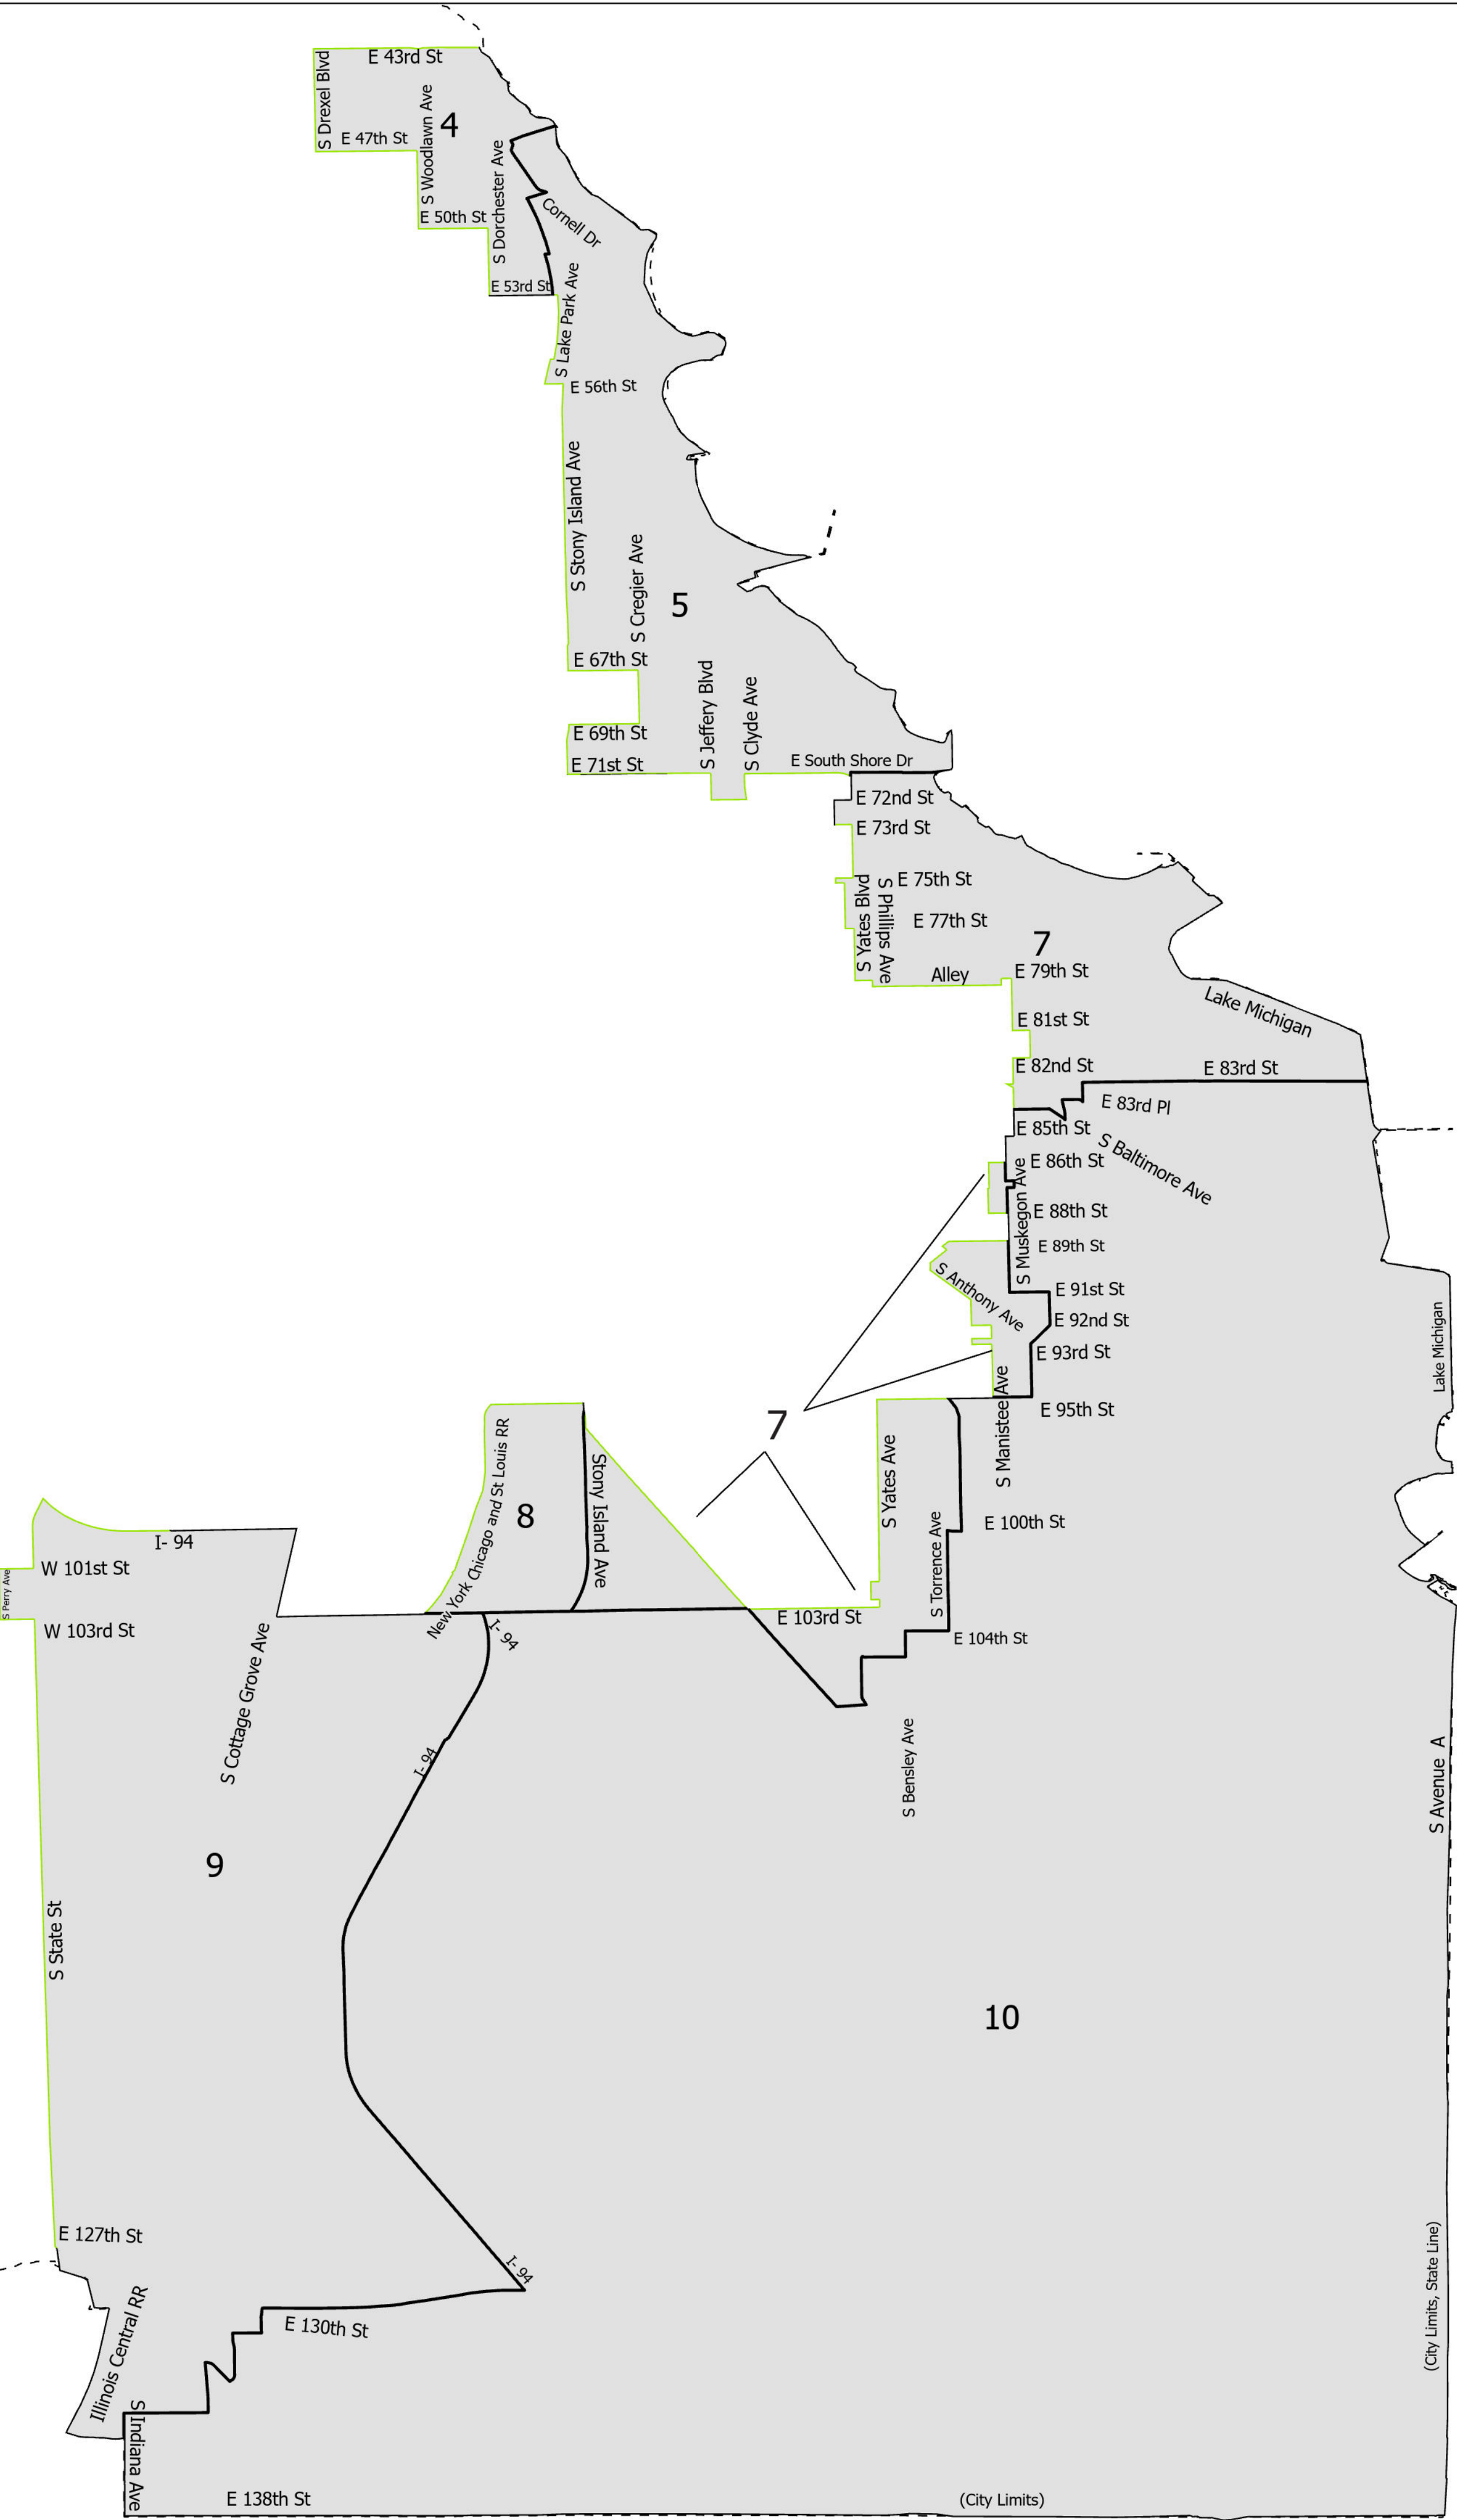 E 43rd St
S Drexel Blvd
S Woodlawn Ave
4
E 47th St
S Dorchester Ave
Cornell Dr
E 50th St
E 53rd St
S Lake Park Ave
E 56th St
S Stony Island Ave
S Cregier Ave
5
E 67th St
S Jeffery Blvd
S Clyde Ave
E 69th St
E 71st St
E South Shore Dr
E 72nd St
E 73rd St
E 75th St
S Yates Blvd
S Phillips Ave
E 77th St
7
Alley
E 79th St
Lake Michigan
E 81st St
E 82nd St
E 83rd St
E 83rd Pl
E 85th St
S Baltimore Ave
E 86th St
S Muskegon Ave
E 88th St
E 89th St
S Anthony Ave
E 91st St
E 92nd St
Lake Michigan
E 93rd St
S Manistee Ave
E 95th St
7
New York Chicago and St Louis RR
Stony Island Ave
S Yates Ave
8
S Torrence Ave
E 100th St
I- 94
W 101st St
S Perry Ave
E 103rd St
W 103rd St
I- 94
E 104th St
S Cottage Grove Ave
I- 94
S Bensley Ave
S Avenue A
9
S State St
10
E 127th St
I- 94
(City Limits, State Line)
Illinois Central RR
E 130th St
S Indiana Ave
E 138th St
(City Limits)